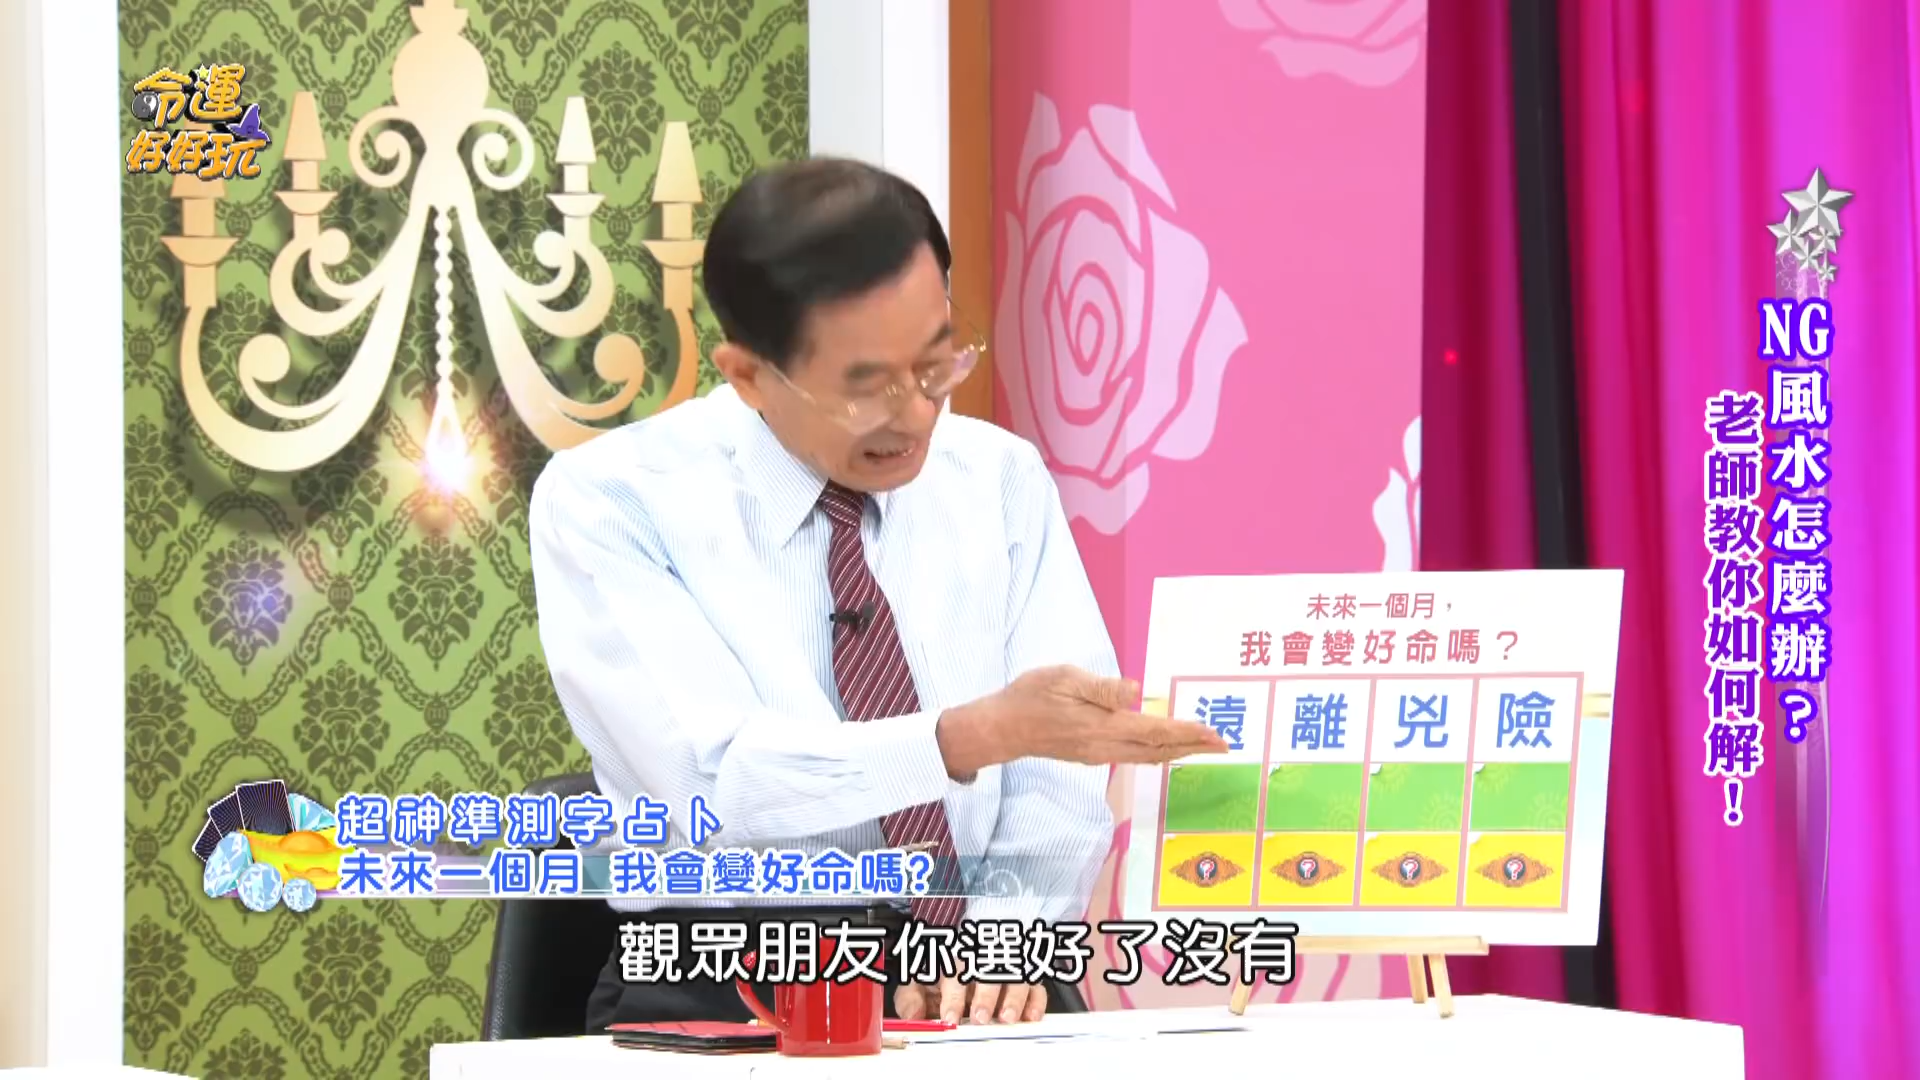 命運
好好玩
NG風水怎麼辦?
老師教你如何解!
未來一個月,
我會變好命嗎?
遠 離 兇 險
? ? ? ?
超神準測字占卜
未來一個月 我會變好命嗎?
觀眾朋友你選好了沒有